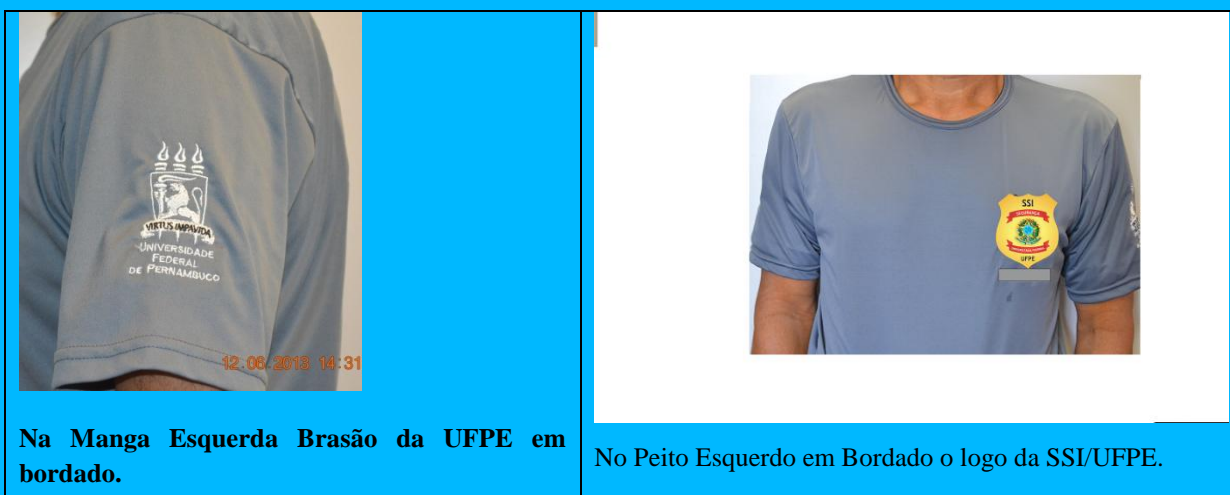 VIRTUS IMPAVIDA
UNIVERSIDADE
FEDERAL
DE PERNAMBUCO
12.06.2013 14:31
Na Manga Esquerda Brasão da UFPE em
bordado.
SSI
SEGURANÇA
UFPE
No Peito Esquerdo em Bordado o logo da SSI/UFPE.